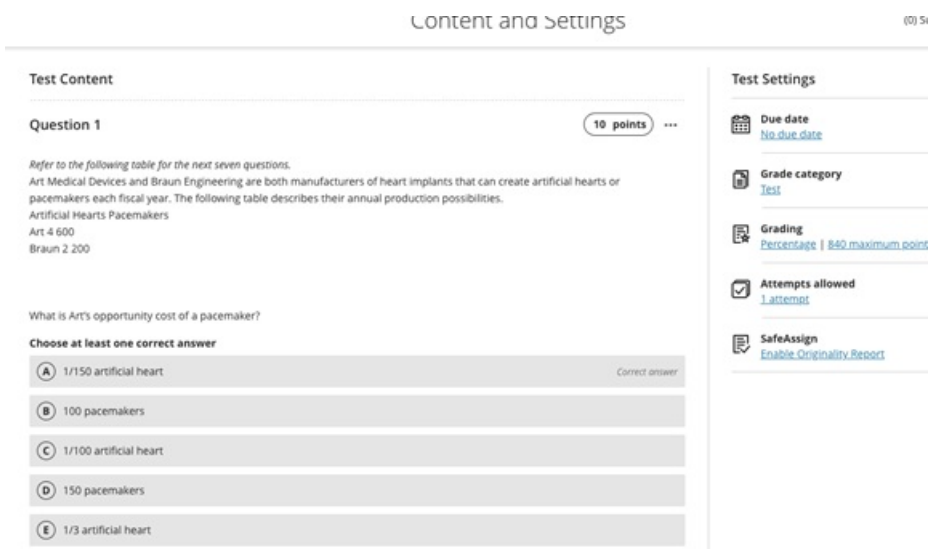 Content and Settings
(0)
Test Content
Question 1
10 points
Refer to the following table for the next seven questions.
Art Medical Devices and Braun Engineering are both manufacturers of heart implants that can create artificial hearts or
pacemakers each fiscal year. The following table describes their annual production possibilities.
Artificial Hearts Pacemakers
Art 4 600
Braun 2 200
What is Art's opportunity cost of a pacemaker?
Choose at least one correct answer
A 1/150 artificial heart
Correct answer
B 100 pacemakers
C 1/100 artificial heart
D 150 pacemakers
E 1/3 artificial heart
Test Settings
Due date
No due date
Grade category
Test
Grading
Percentage | 840 maximum point
Attempts allowed
1 attempt
SafeAssign
Enable Originality Report